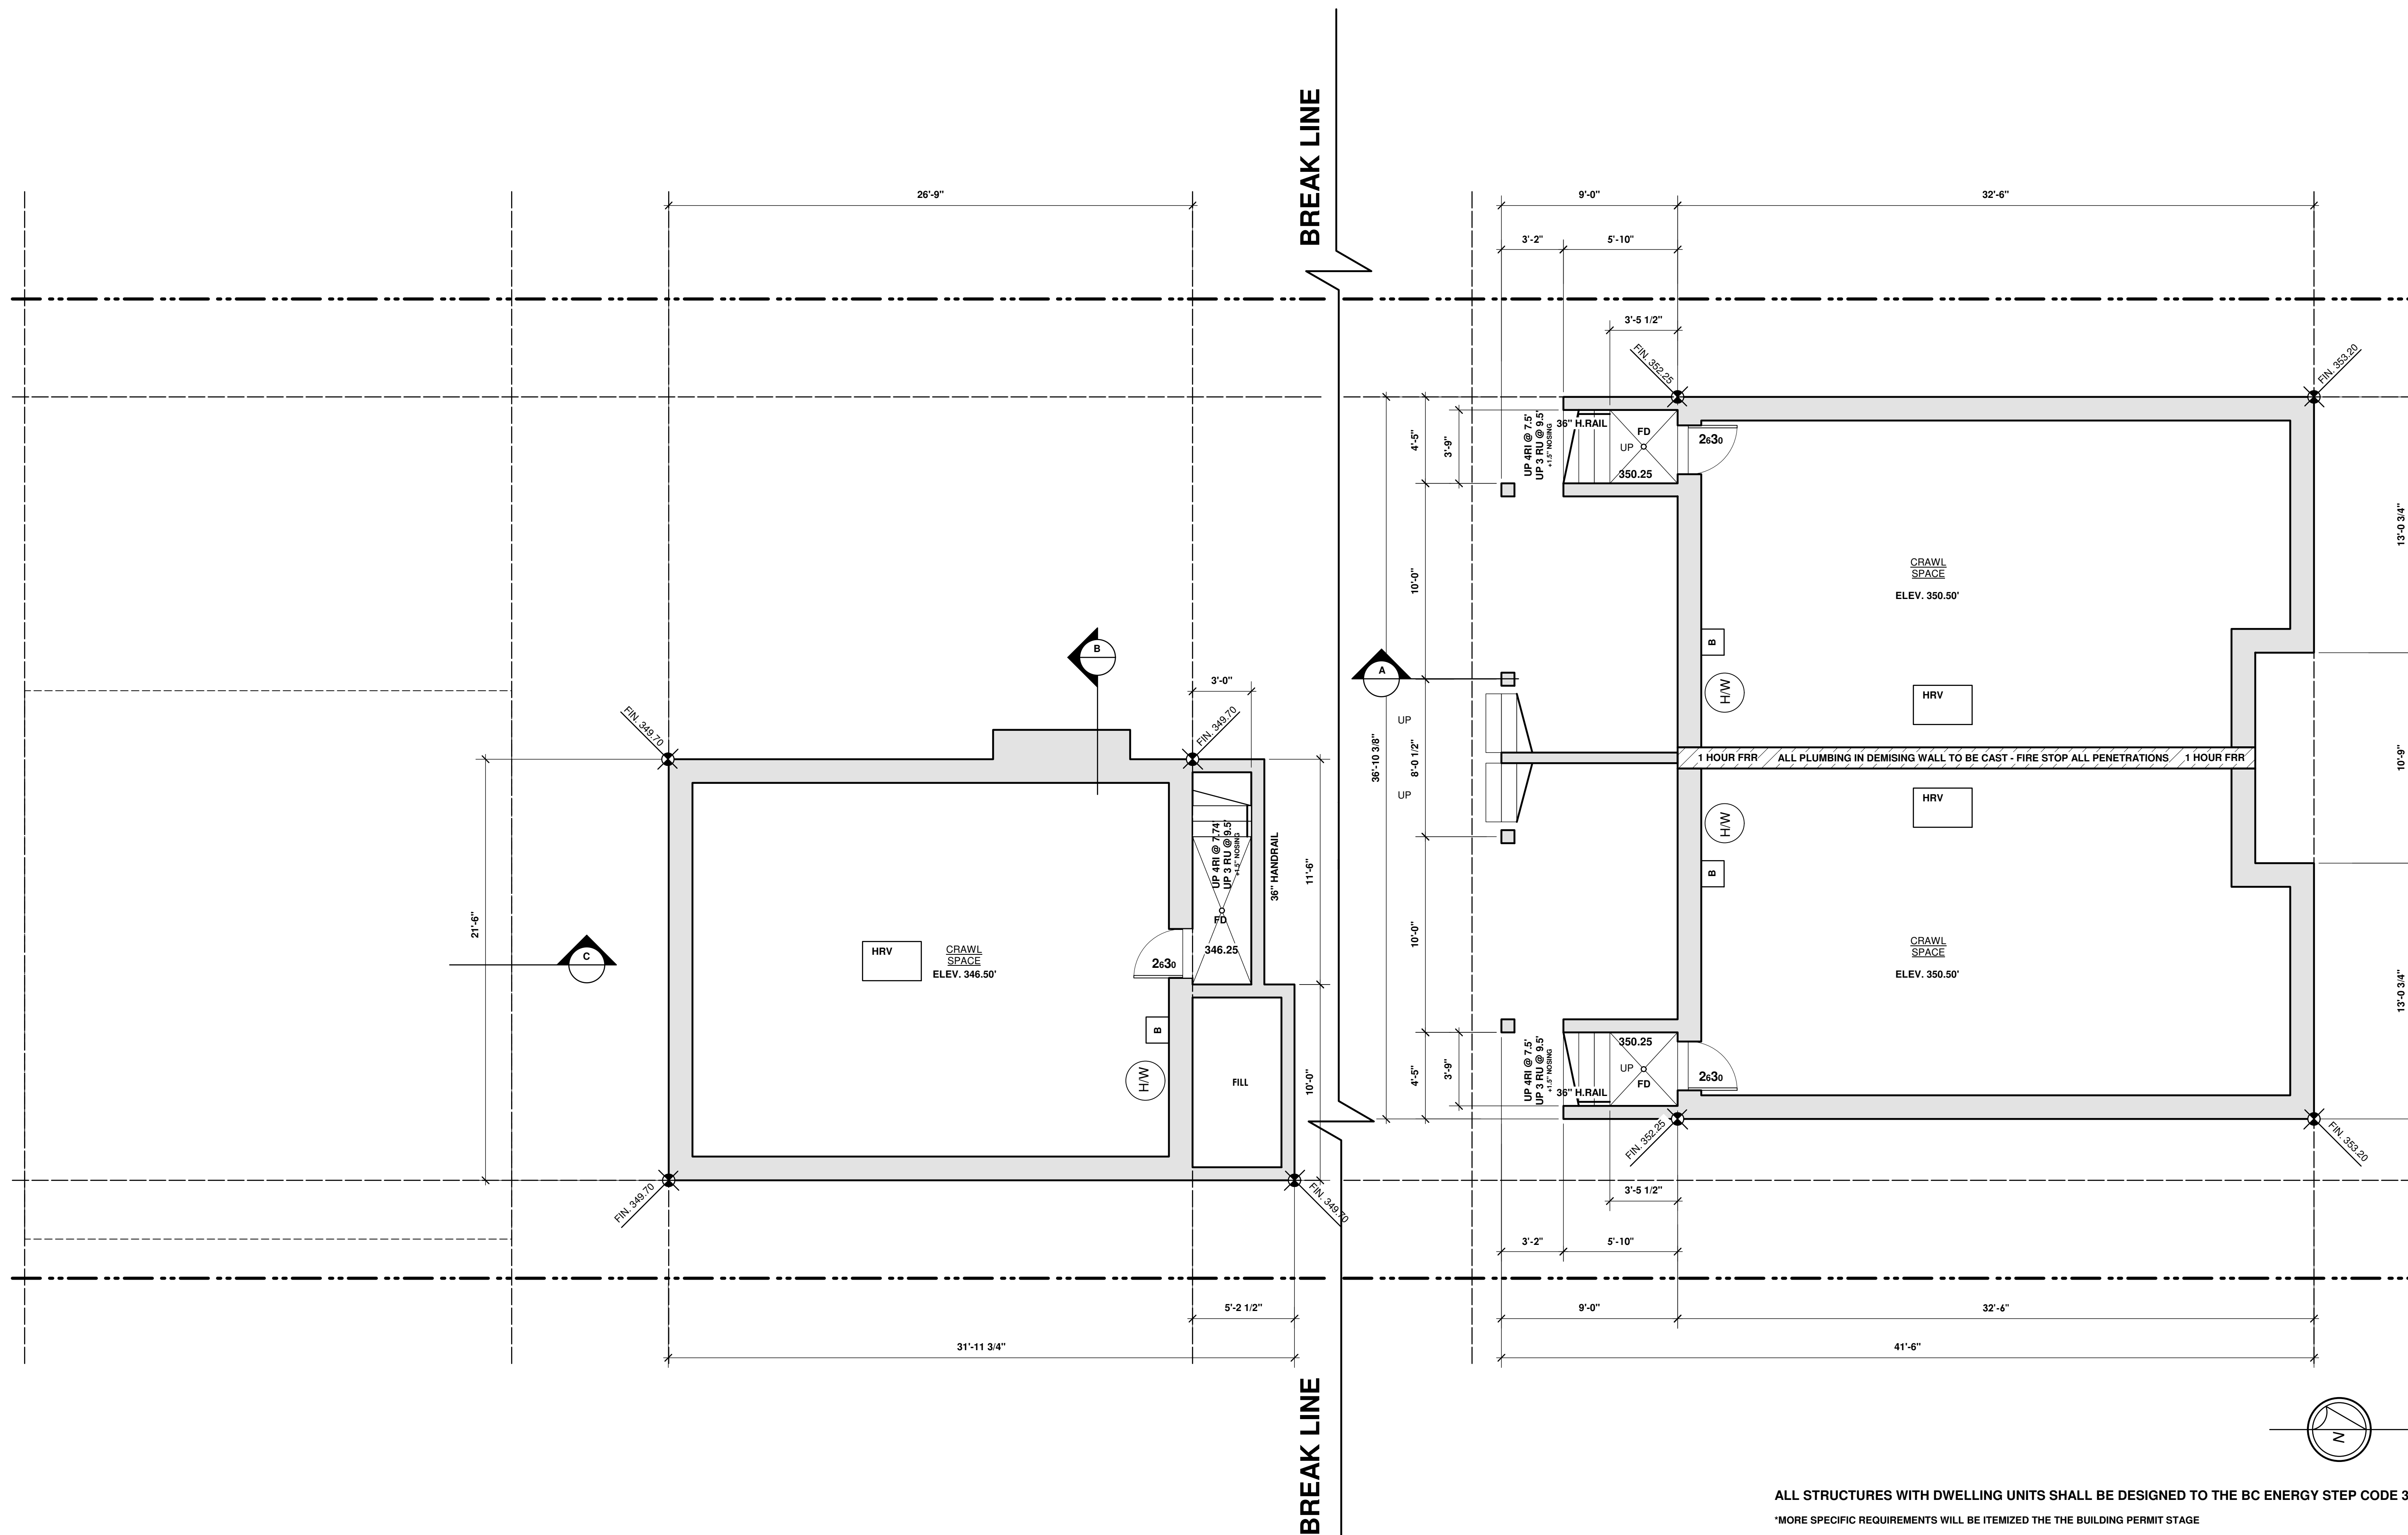 BREAK LINE
26'-9"
9'-0"
32'-6"
3'-2"
5'-10"
3'-5 1/2"
FIN. 352.25
FIN. 353.20
4'-5"
3'-9"
UP 4RI @ 7.5'
UP 3 RU @ 9.5'
+1.5" NOSING
36" H.RAIL
FD
UP
350.25
2630
13'-0 3/4"
10'-0"
CRAWL
SPACE
ELEV. 350.50'
B
H/W
HRV
B
A
3'-0"
FIN. 349.70
FIN. 349.70
UP
36'-10 3/8"
8'-0 1/2"
UP
1 HOUR FRR
ALL PLUMBING IN DEMISING WALL TO BE CAST - FIRE STOP ALL PENETRATIONS
1 HOUR FRR
10'-9"
HRV
H/W
B
21'-6"
C
HRV
CRAWL
SPACE
ELEV. 346.50'
2630
UP 4RI @ 7.74'
UP 3 RU @ 9.5'
+1.5" NOSING
36" HANDRAIL
FD
346.25
11'-6"
10'-0"
CRAWL
SPACE
ELEV. 350.50'
13'-0 3/4"
B
H/W
FILL
10'-0"
4'-5"
3'-9"
UP 4RI @ 7.5'
UP 3 RU @ 9.5'
+1.5" NOSING
36" H.RAIL
350.25
UP
FD
2630
FIN. 352.25
FIN. 353.20
FIN. 349.70
FIN. 349.70
3'-5 1/2"
3'-2"
5'-10"
5'-2 1/2"
9'-0"
32'-6"
31'-11 3/4"
41'-6"
BREAK LINE
N
ALL STRUCTURES WITH DWELLING UNITS SHALL BE DESIGNED TO THE BC ENERGY STEP CODE 3
*MORE SPECIFIC REQUIREMENTS WILL BE ITEMIZED THE THE BUILDING PERMIT STAGE